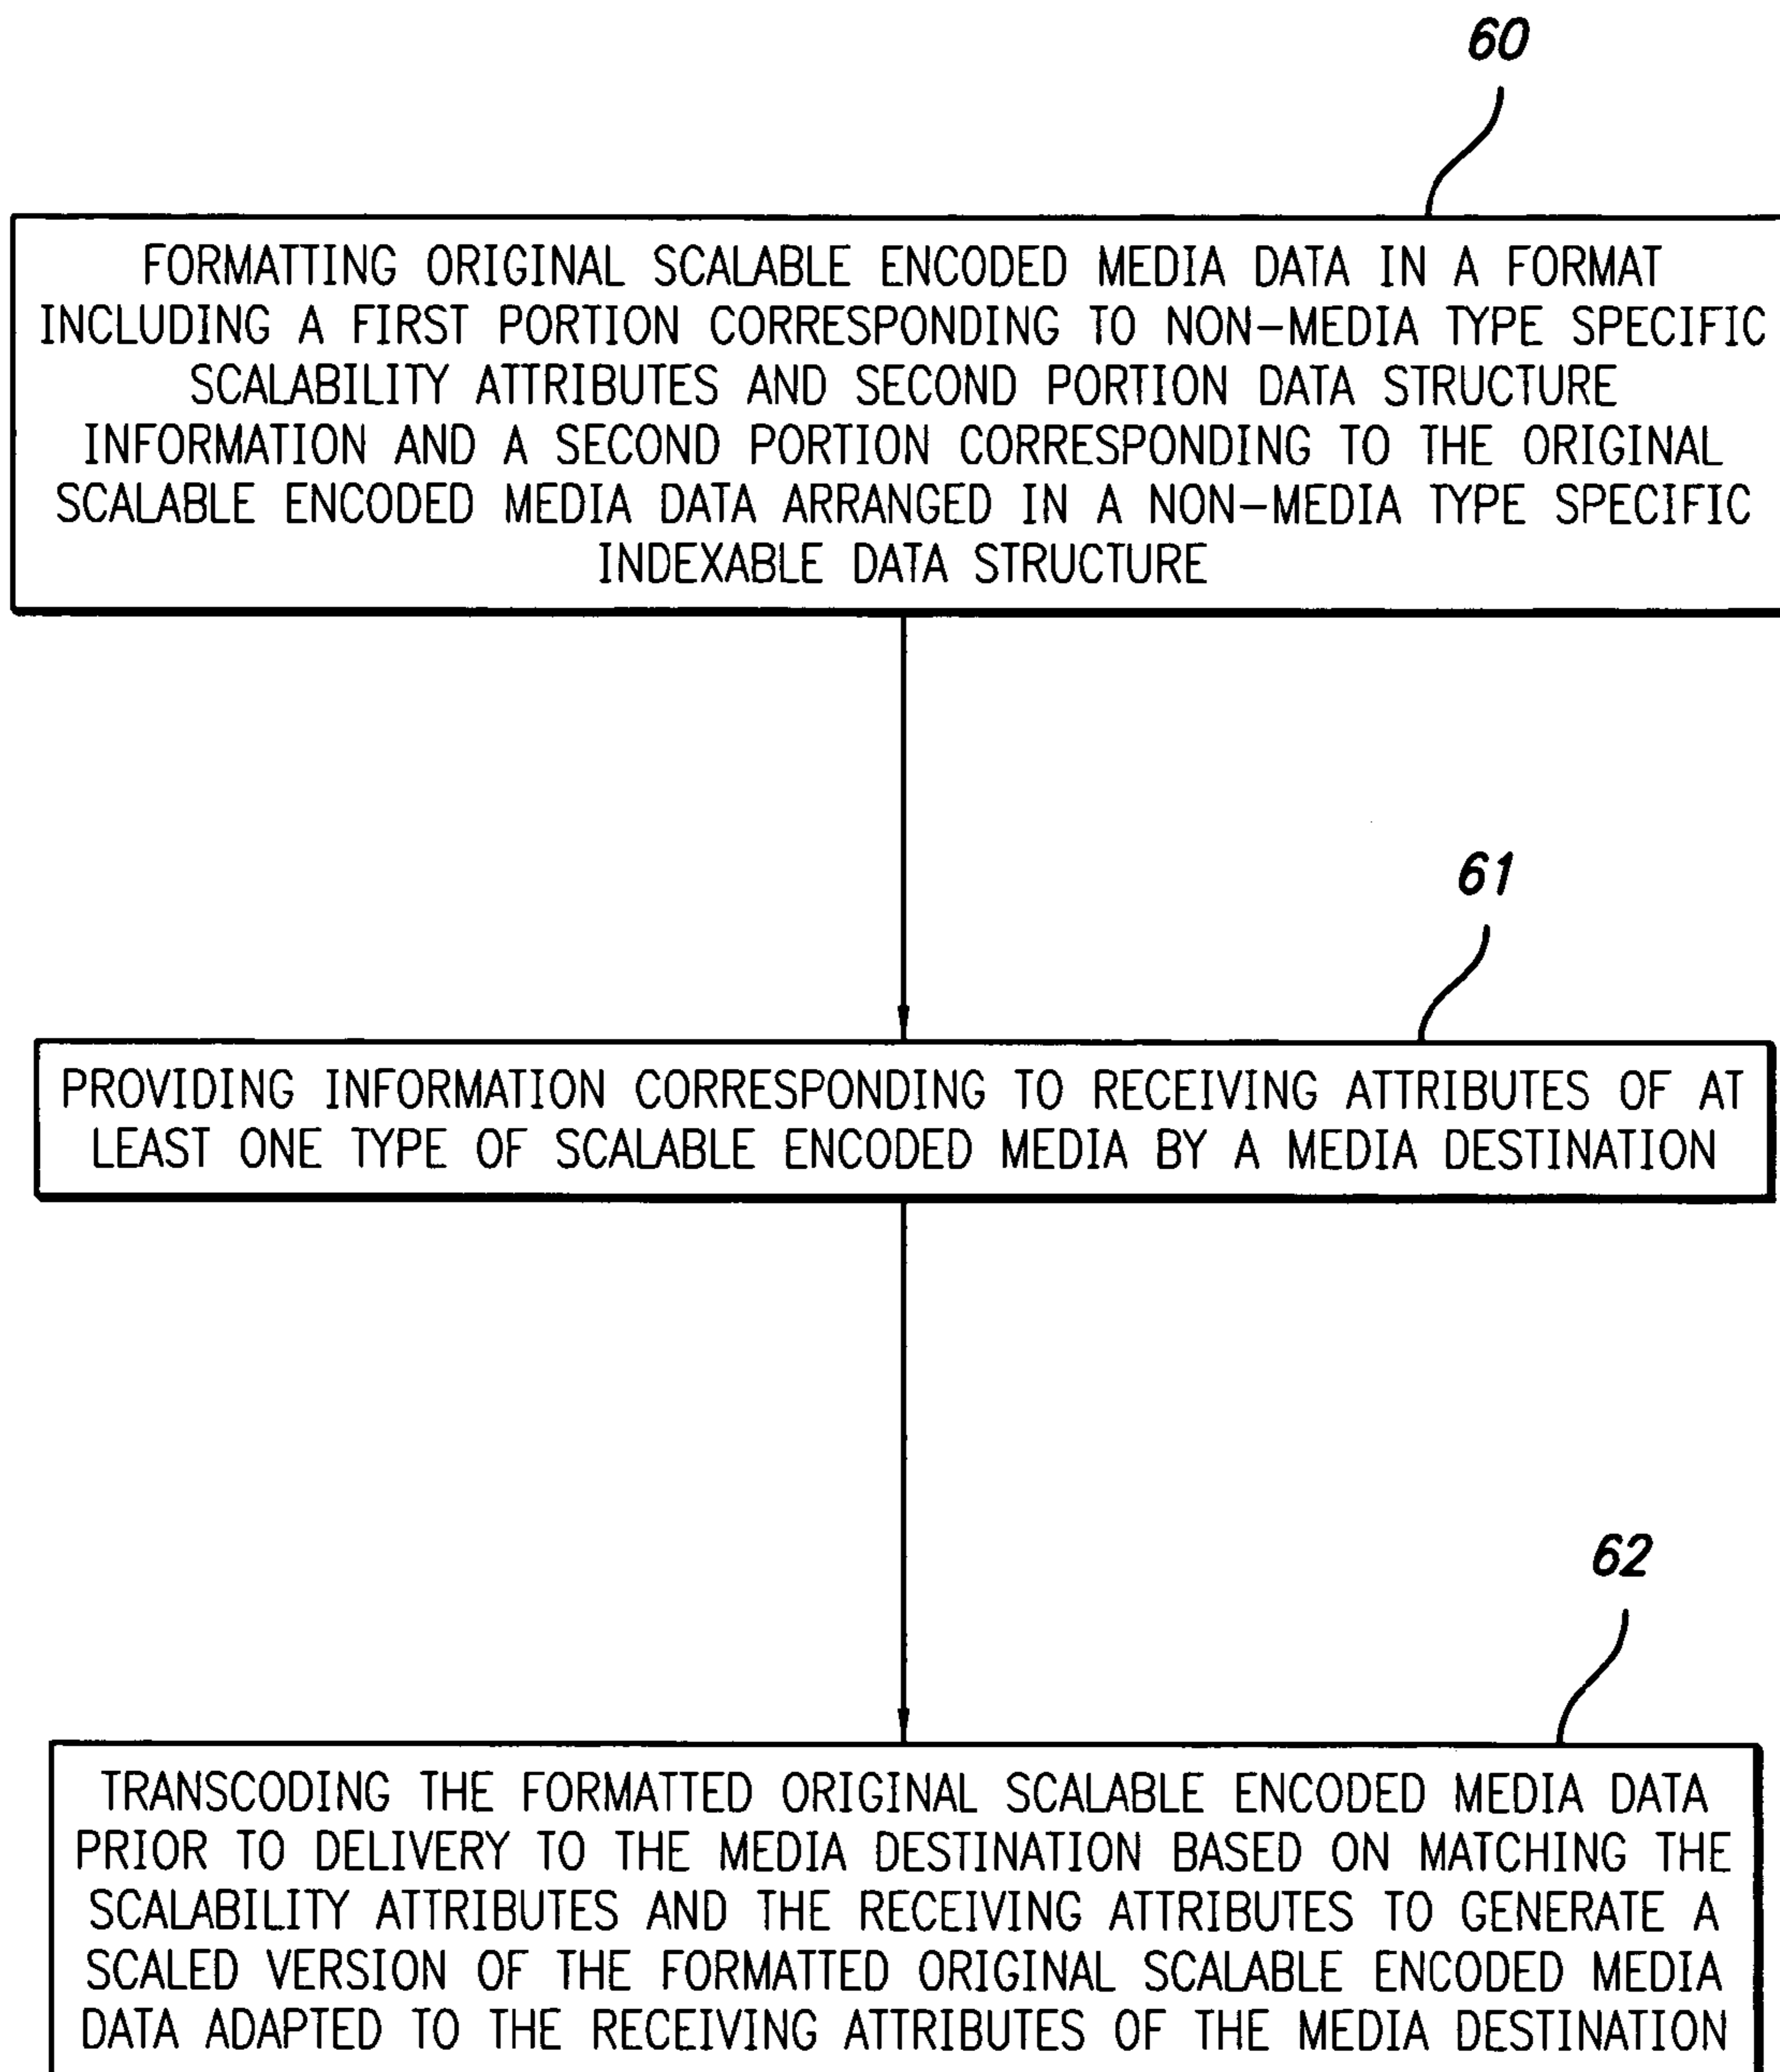 60
FORMATTING ORIGINAL SCALABLE ENCODED MEDIA DATA IN A FORMAT
INCLUDING A FIRST PORTION CORRESPONDING TO NON-MEDIA TYPE SPECIFIC
SCALABILITY ATTRIBUTES AND SECOND PORTION DATA STRUCTURE
INFORMATION AND A SECOND PORTION CORRESPONDING TO THE ORIGINAL
SCALABLE ENCODED MEDIA DATA ARRANGED IN A NON-MEDIA TYPE SPECIFIC
INDEXABLE DATA STRUCTURE
61
PROVIDING INFORMATION CORRESPONDING TO RECEIVING ATTRIBUTES OF AT
LEAST ONE TYPE OF SCALABLE ENCODED MEDIA BY A MEDIA DESTINATION
62
TRANSCODING THE FORMATTED ORIGINAL SCALABLE ENCODED MEDIA DATA
PRIOR TO DELIVERY TO THE MEDIA DESTINATION BASED ON MATCHING THE
SCALABILITY ATTRIBUTES AND THE RECEIVING ATTRIBUTES TO GENERATE A
SCALED VERSION OF THE FORMATTED ORIGINAL SCALABLE ENCODED MEDIA
DATA ADAPTED TO THE RECEIVING ATTRIBUTES OF THE MEDIA DESTINATION